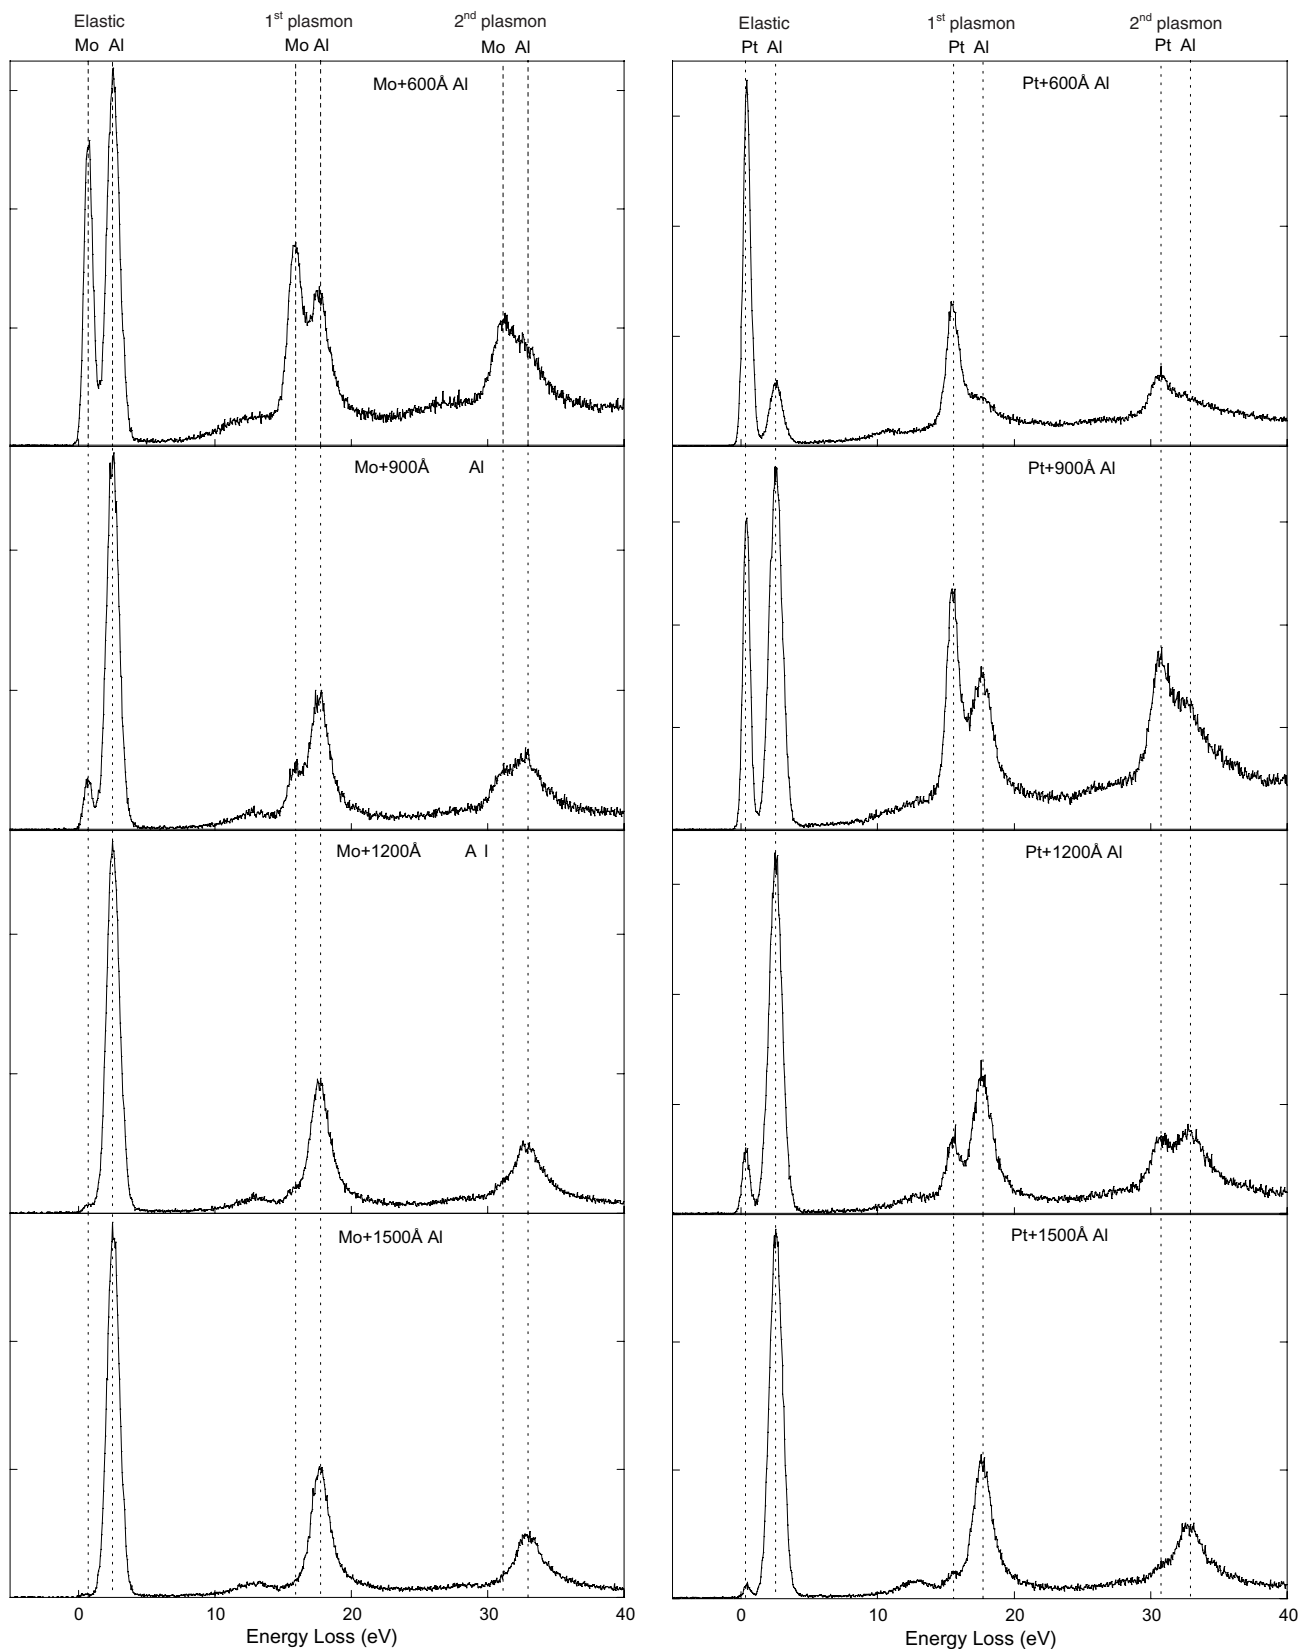 Elastic 1st plasmon 2nd plasmon
Mo Al Mo Al Mo Al
Mo+600Å Al
Mo+900Å Al
Mo+1200Å A l
Mo+1500Å Al
0 10 20 30 40
Energy Loss (eV)
Elastic 1st plasmon 2nd plasmon
Pt Al Pt Al Pt Al
Pt+600Å Al
Pt+900Å Al
Pt+1200Å Al
Pt+1500Å Al
0 10 20 30 40
Energy Loss (eV)